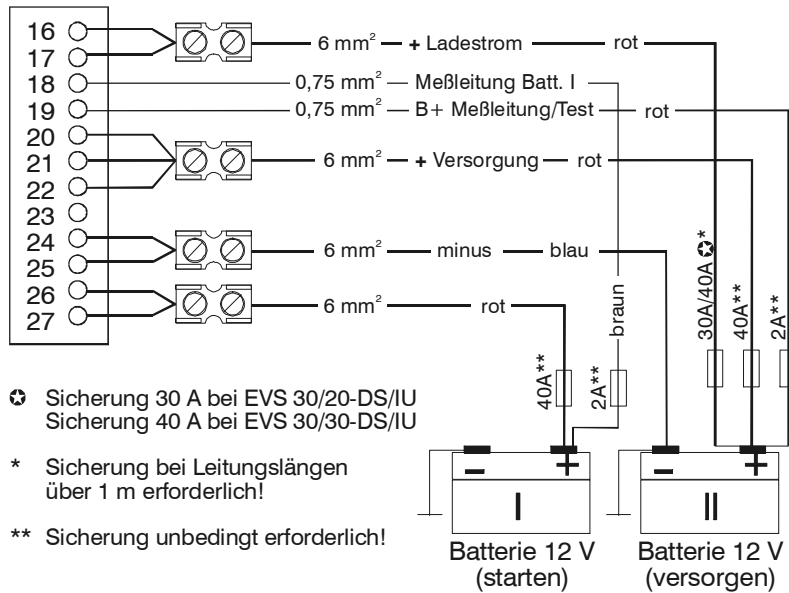 16
17
18
19
20
21
22
23
24
25
26
27
6 mm² + Ladestrom rot
0,75 mm² Meßleitung Batt. I
0,75 mm² B+ Meßleitung/Test rot
6 mm² + Versorgung rot
6 mm² minus blau
6 mm² rot
braun
40A**
2A**
30A/40A✪*
40A**
2A**
✪ Sicherung 30 A bei EVS 30/20-DS/IU
Sicherung 40 A bei EVS 30/30-DS/IU
* Sicherung bei Leitungslängen
über 1 m erforderlich!
** Sicherung unbedingt erforderlich!
− +
I
Batterie 12 V
(starten)
− +
II
Batterie 12 V
(versorgen)